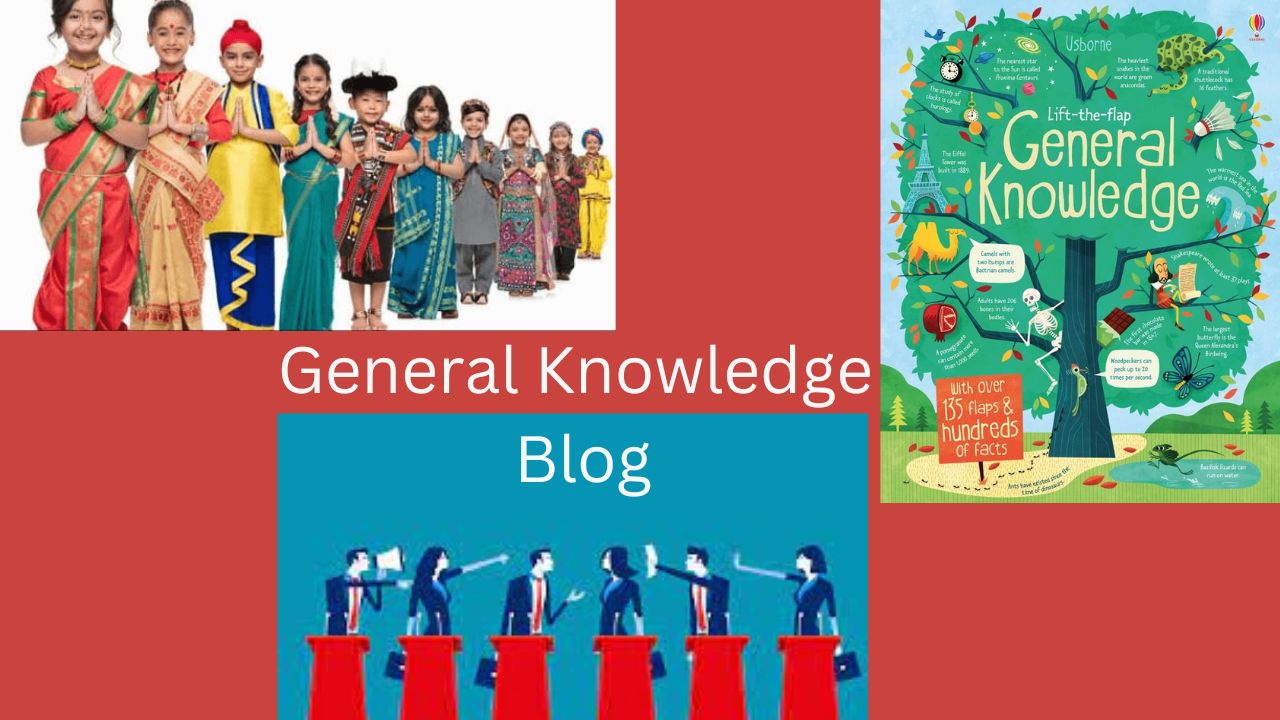 General Knowledge
Blog
Usborne
Lift-the-flap
General
Knowledge
The nearest star
to the Sun is called
Proxima Centauri.
The heaviest
snakes in the
world are green
anacondas.
A traditional
shuttlecock has
16 feathers.
The study of
clocks is called
horology.
The Eiffel
Tower was
built in 1889.
The warmest sea in the
world is the Red Sea.
Camels with
two humps are
Bactrian camels.
Shakespeare wrote at least 37 plays.
Adults have 206
bones in their
bodies.
A pomegranate
can contain more
than 1,000 seeds.
The first chocolate
bar was made
in 1847.
The largest
butterfly is the
Queen Alexandra's
Birdwing.
Woodpeckers can
peck up to 20
times per second.
With over
135 flaps &
hundreds
of facts
Ants have existed since the
time of dinosaurs.
Basilisk lizards can
run on water.
USBORNE